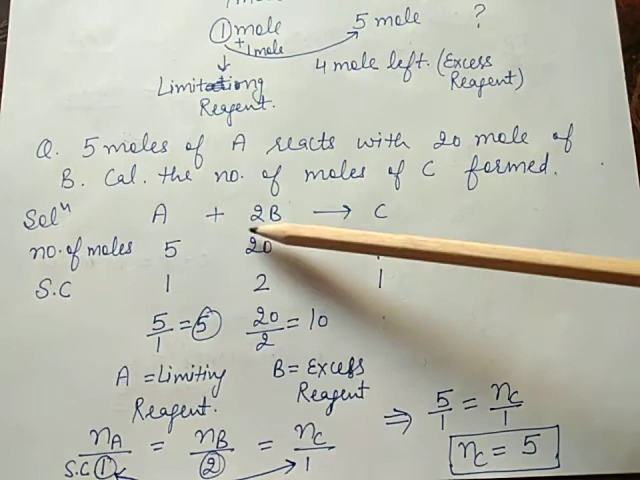 1 mole 5 mole ?
+1mole
4 mole left. (Excess Reagent)
Limitationg
Reagent.
Q. 5 moles of A reacts with 20 mole of
B. Cal. the no. of moles of C formed.
Solⁿ A + 2B → C
no. of moles 5 20
S.C 1 2 1
5/1 = 5 20/2 = 10
A = Limiting Reagent. B = Excess Reagent
nA/S.C 1 = nB/2 = nC/1
⇒ 5/1 = nC/1
nC = 5